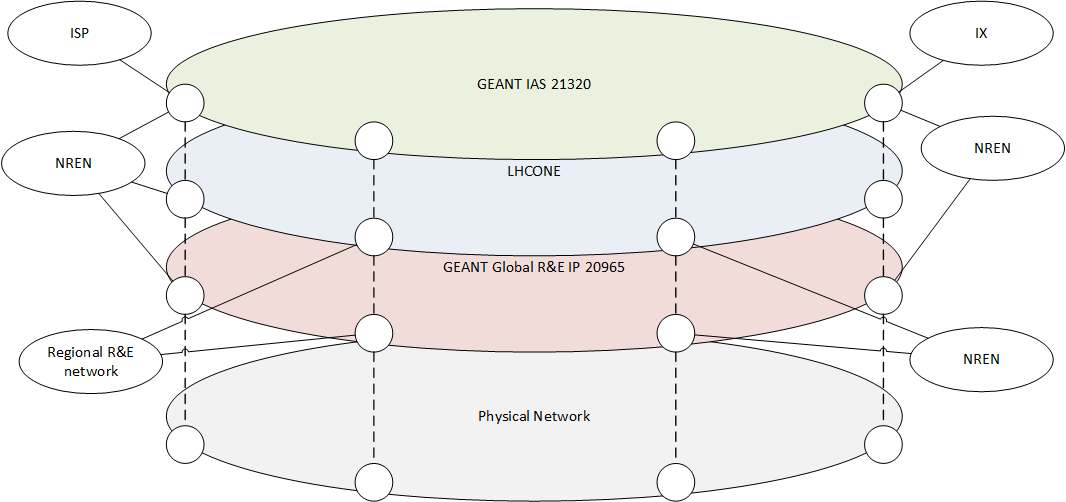 ISP
IX
GEANT IAS 21320
NREN
NREN
LHCONE
GEANT Global R&E IP 20965
Regional R&E
network
NREN
Physical Network